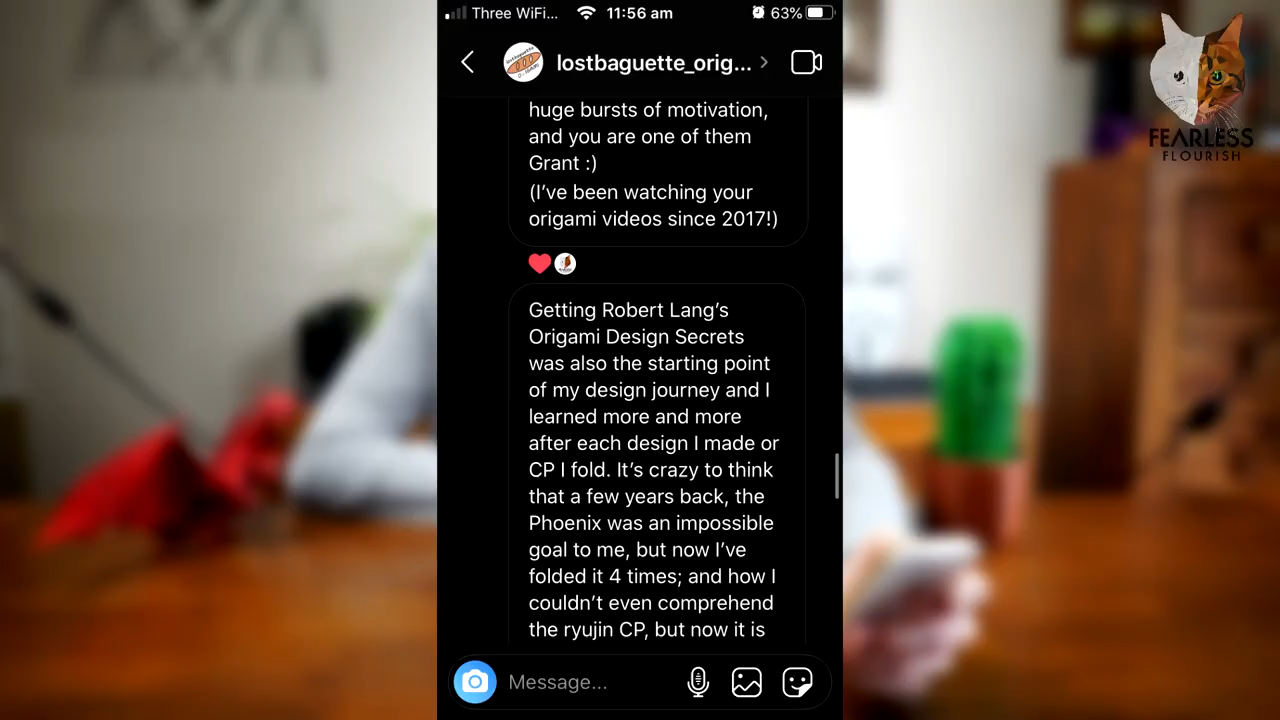 Three WiFi... 11:56 am 63%
lostbaguette_orig...
huge bursts of motivation,
and you are one of them
Grant :)
(I’ve been watching your
origami videos since 2017!)
Getting Robert Lang’s
Origami Design Secrets
was also the starting point
of my design journey and I
learned more and more
after each design I made or
CP I fold. It’s crazy to think
that a few years back, the
Phoenix was an impossible
goal to me, but now I’ve
folded it 4 times; and how I
couldn’t even comprehend
the ryujin CP, but now it is
Message...
FEARLESS
FLOURISH